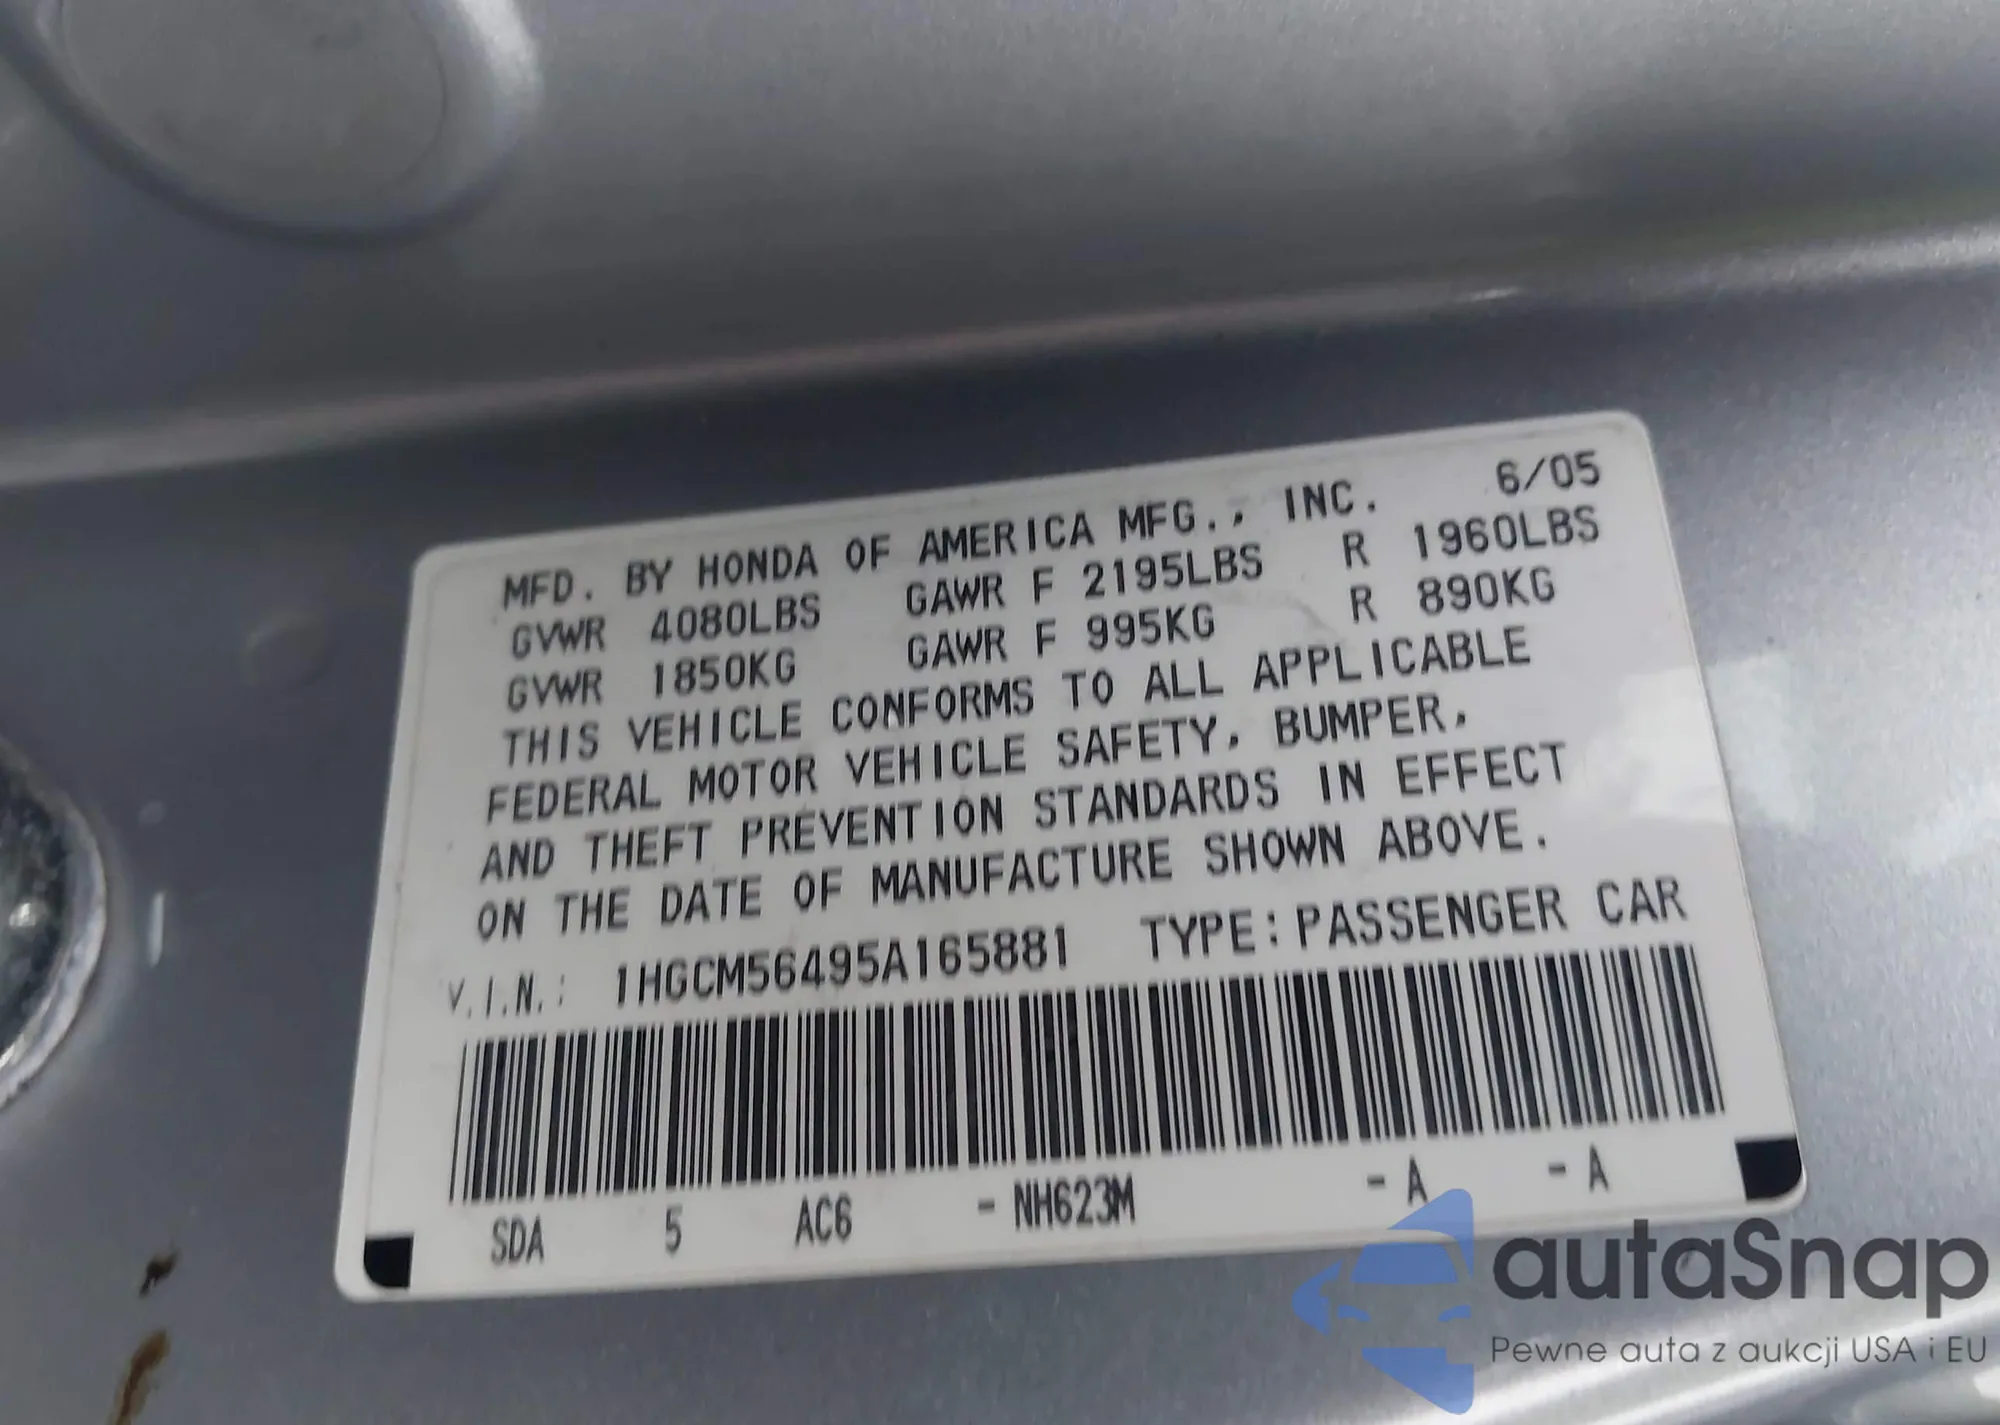 MFD. BY HONDA OF AMERICA MFG., INC. 6/05
GVWR 4080LBS GAWR F 2195LBS R 1960LBS
GVWR 1850KG GAWR F 995KG R 890KG
THIS VEHICLE CONFORMS TO ALL APPLICABLE
FEDERAL MOTOR VEHICLE SAFETY, BUMPER,
AND THEFT PREVENTION STANDARDS IN EFFECT
ON THE DATE OF MANUFACTURE SHOWN ABOVE.
V.I.N.: 1HGCM56495A165881 TYPE:PASSENGER CAR
SDA 5 AC6 -NH623M -A -A
autaSnap
Pewne auta z aukcji USA i EU